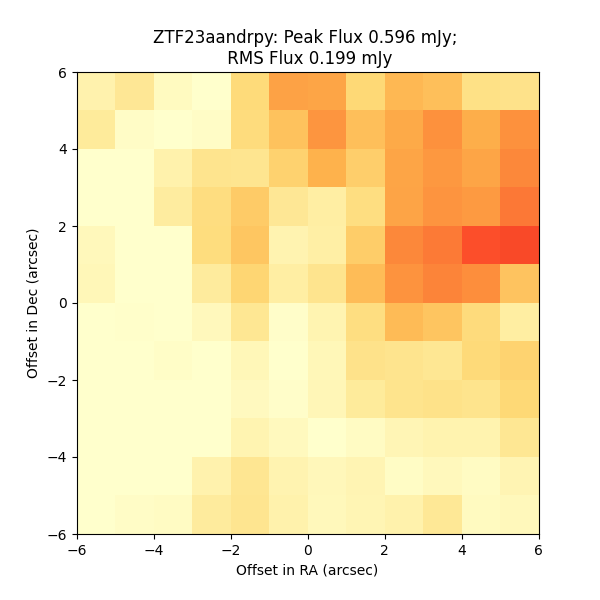 ZTF23aandrpy: Peak Flux 0.596 mJy;
RMS Flux 0.199 mJy
6
4
2
0
−2
−4
−6
Offset in Dec (arcsec)
−6 −4 −2 0 2 4 6
Offset in RA (arcsec)